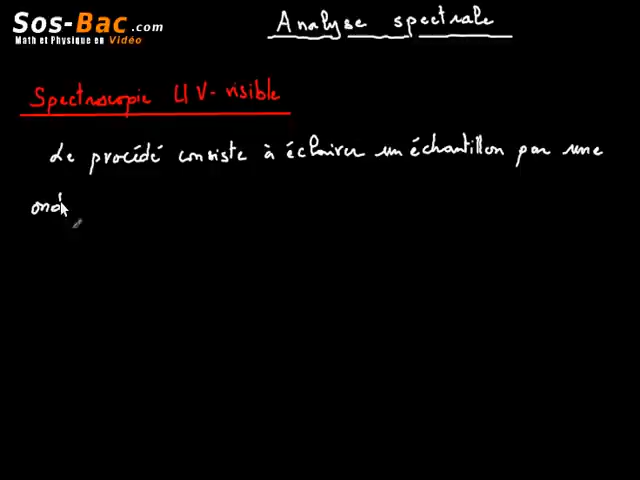 Sos-Bac.com
Math et Physique en Vidéo
Analyse spectrale
Spectroscopie UV-visible
Le procédé consiste à éclairer un échantillon par une
ond